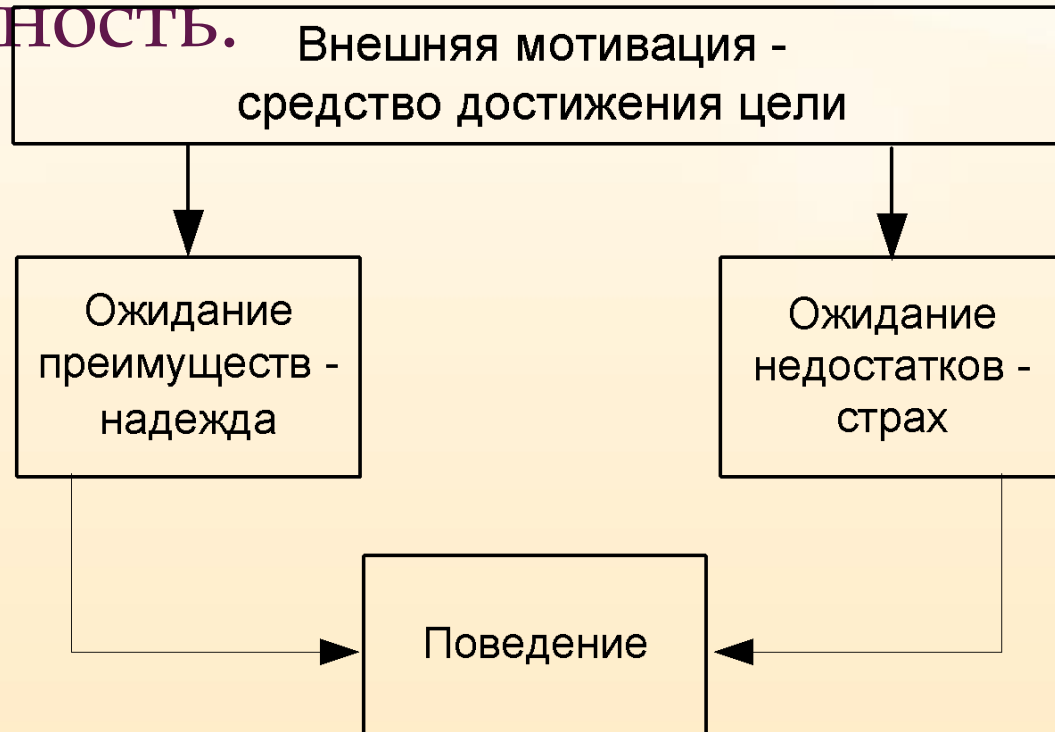 ность.
Внешняя мотивация -
средство достижения цели
Ожидание
преимуществ -
надежда
Ожидание
недостатков -
страх
Поведение